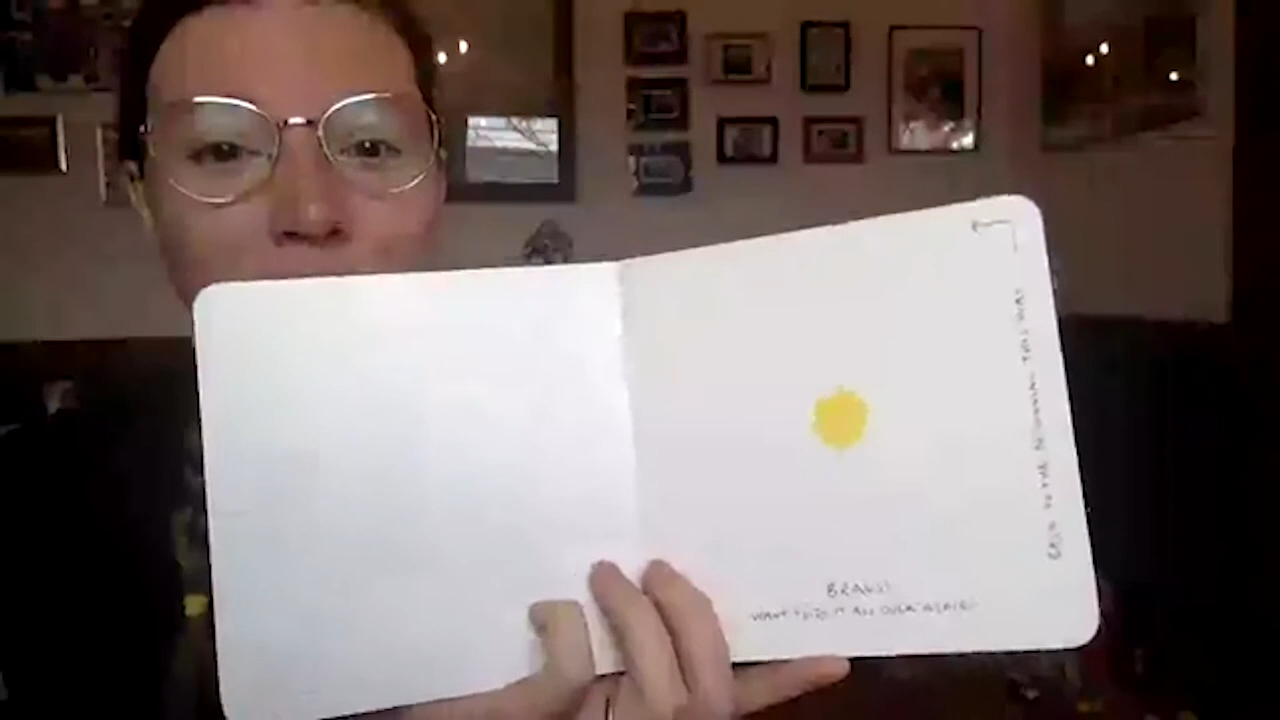 BRAVO!
WANT TO DO IT ALL OVER AGAIN?
BACK TO THE BEGINNING THIS WAY